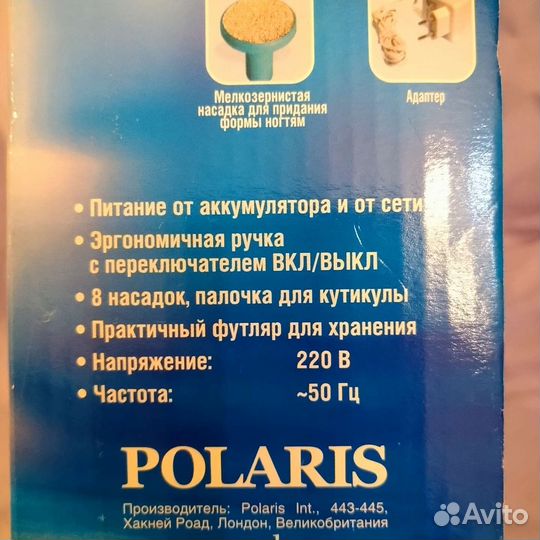 Мелкозернистая
насадка для придания
формы ногтям
Адаптер
• Питание от аккумулятора и от сети
• Эргономичная ручка
с переключателем ВКЛ/ВЫКЛ
• 8 насадок, палочка для кутикулы
• Практичный футляр для хранения
• Напряжение: 220 В
• Частота: ~50 Гц
POLARIS
Производитель: Polaris Int., 443-445,
Хакней Роад, Лондон, Великобритания
Avito